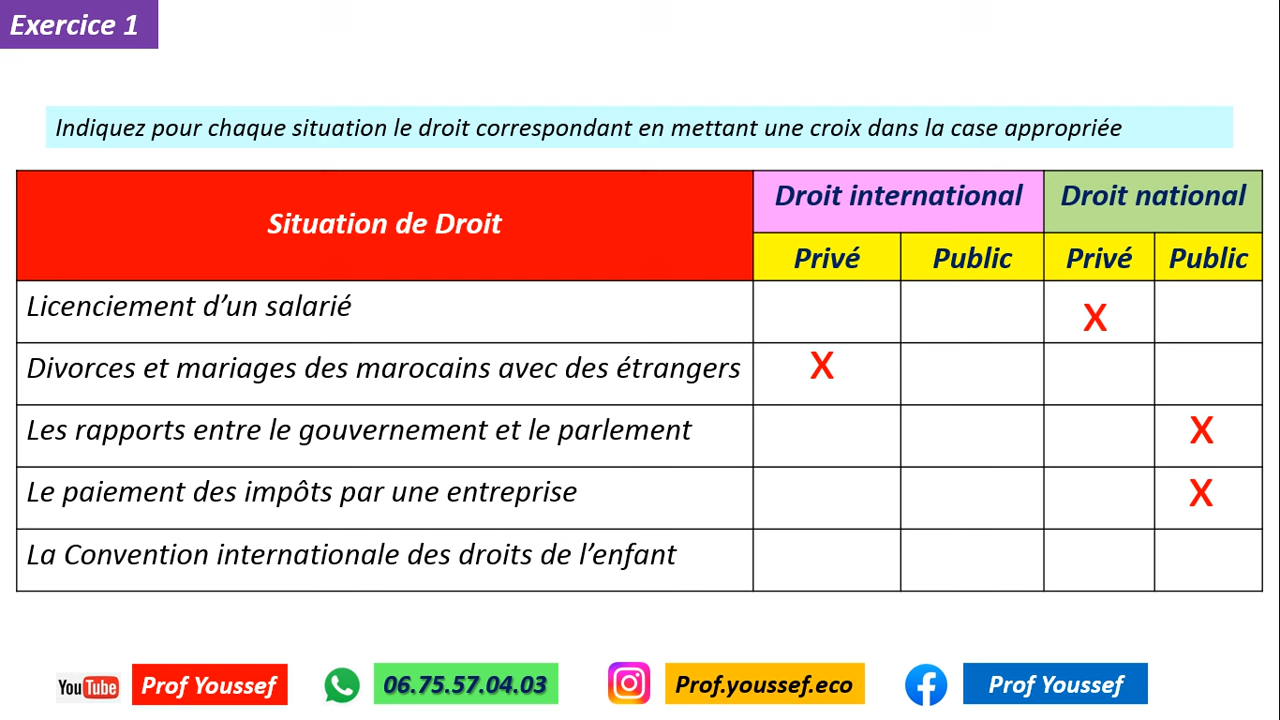 Exercice 1
Indiquez pour chaque situation le droit correspondant en mettant une croix dans la case appropriée
Situation de Droit
Droit international
Droit national
Privé
Public
Privé
Public
Licenciement d’un salarié
X
Divorces et mariages des marocains avec des étrangers
X
Les rapports entre le gouvernement et le parlement
X
Le paiement des impôts par une entreprise
X
La Convention internationale des droits de l’enfant
YouTube
Prof Youssef
06.75.57.04.03
Prof.youssef.eco
Prof Youssef